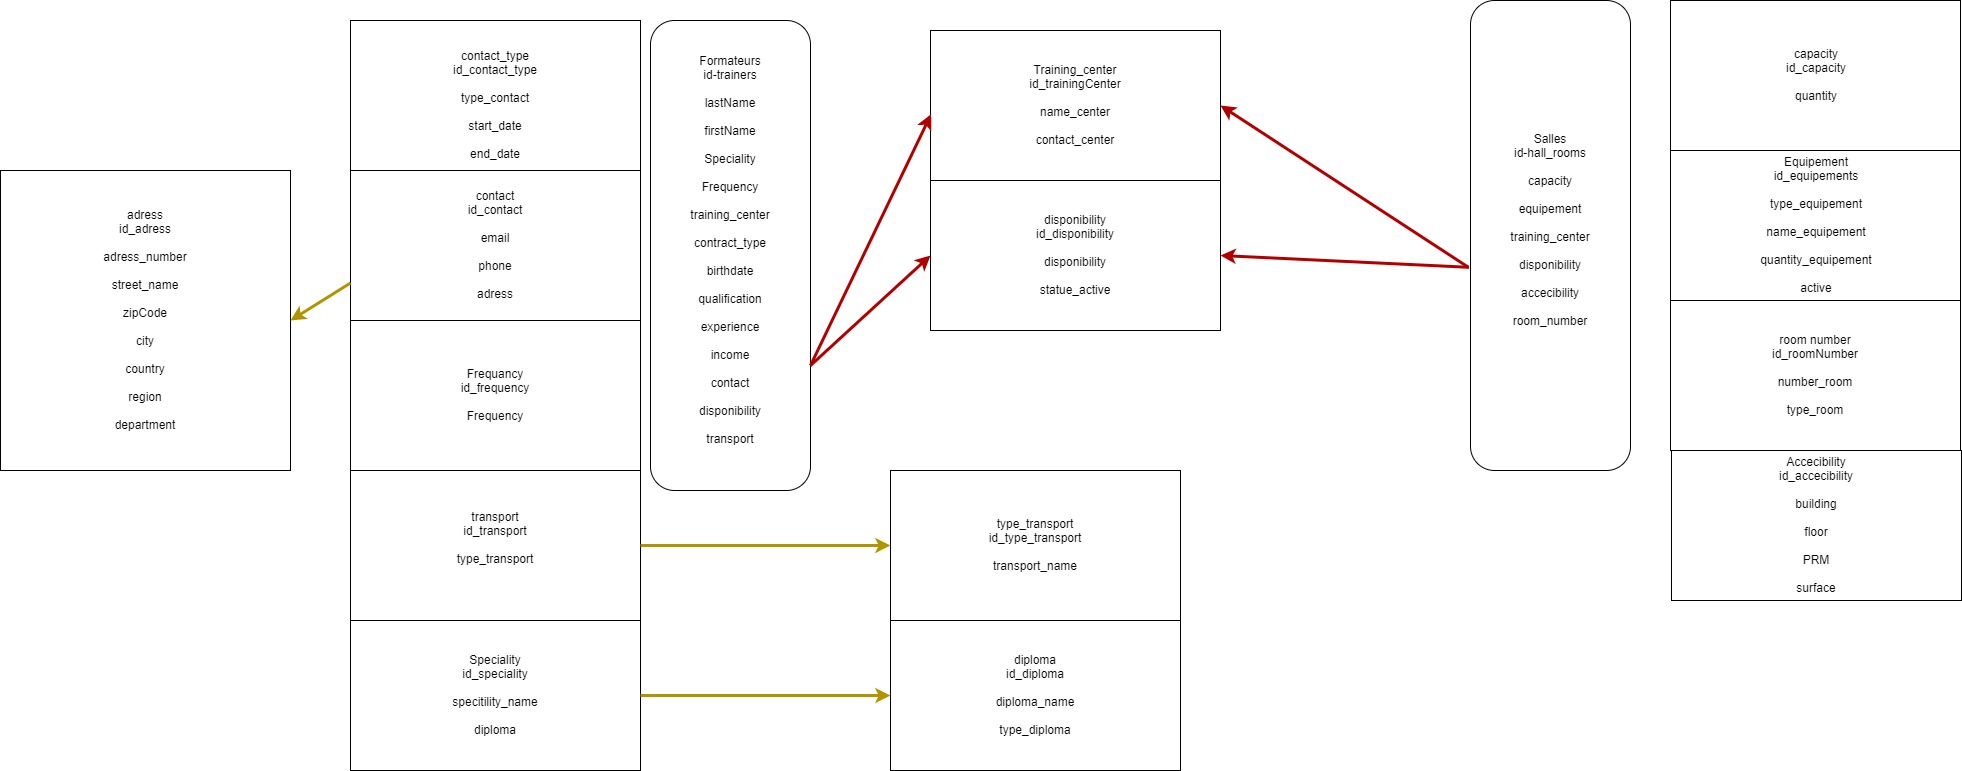 adress
id_adress
adress_number
street_name
zipCode
city
country
region
department
contact_type
id_contact_type
type_contact
start_date
end_date
contact
id_contact
email
phone
adress
Frequancy
id_frequency
Frequency
transport
id_transport
type_transport
Speciality
id_speciality
specitility_name
diploma
Formateurs
id-trainers
lastName
firstName
Speciality
Frequency
training_center
contract_type
birthdate
qualification
experience
income
contact
disponibility
transport
Training_center
id_trainingCenter
name_center
contact_center
disponibility
id_disponibility
disponibility
statue_active
type_transport
id_type_transport
transport_name
diploma
id_diploma
diploma_name
type_diploma
Salles
id-hall_rooms
capacity
equipement
training_center
disponibility
accecibility
room_number
capacity
id_capacity
quantity
Equipement
id_equipements
type_equipement
name_equipement
quantity_equipement
active
room number
id_roomNumber
number_room
type_room
Accecibility
id_accecibility
building
floor
PRM
surface